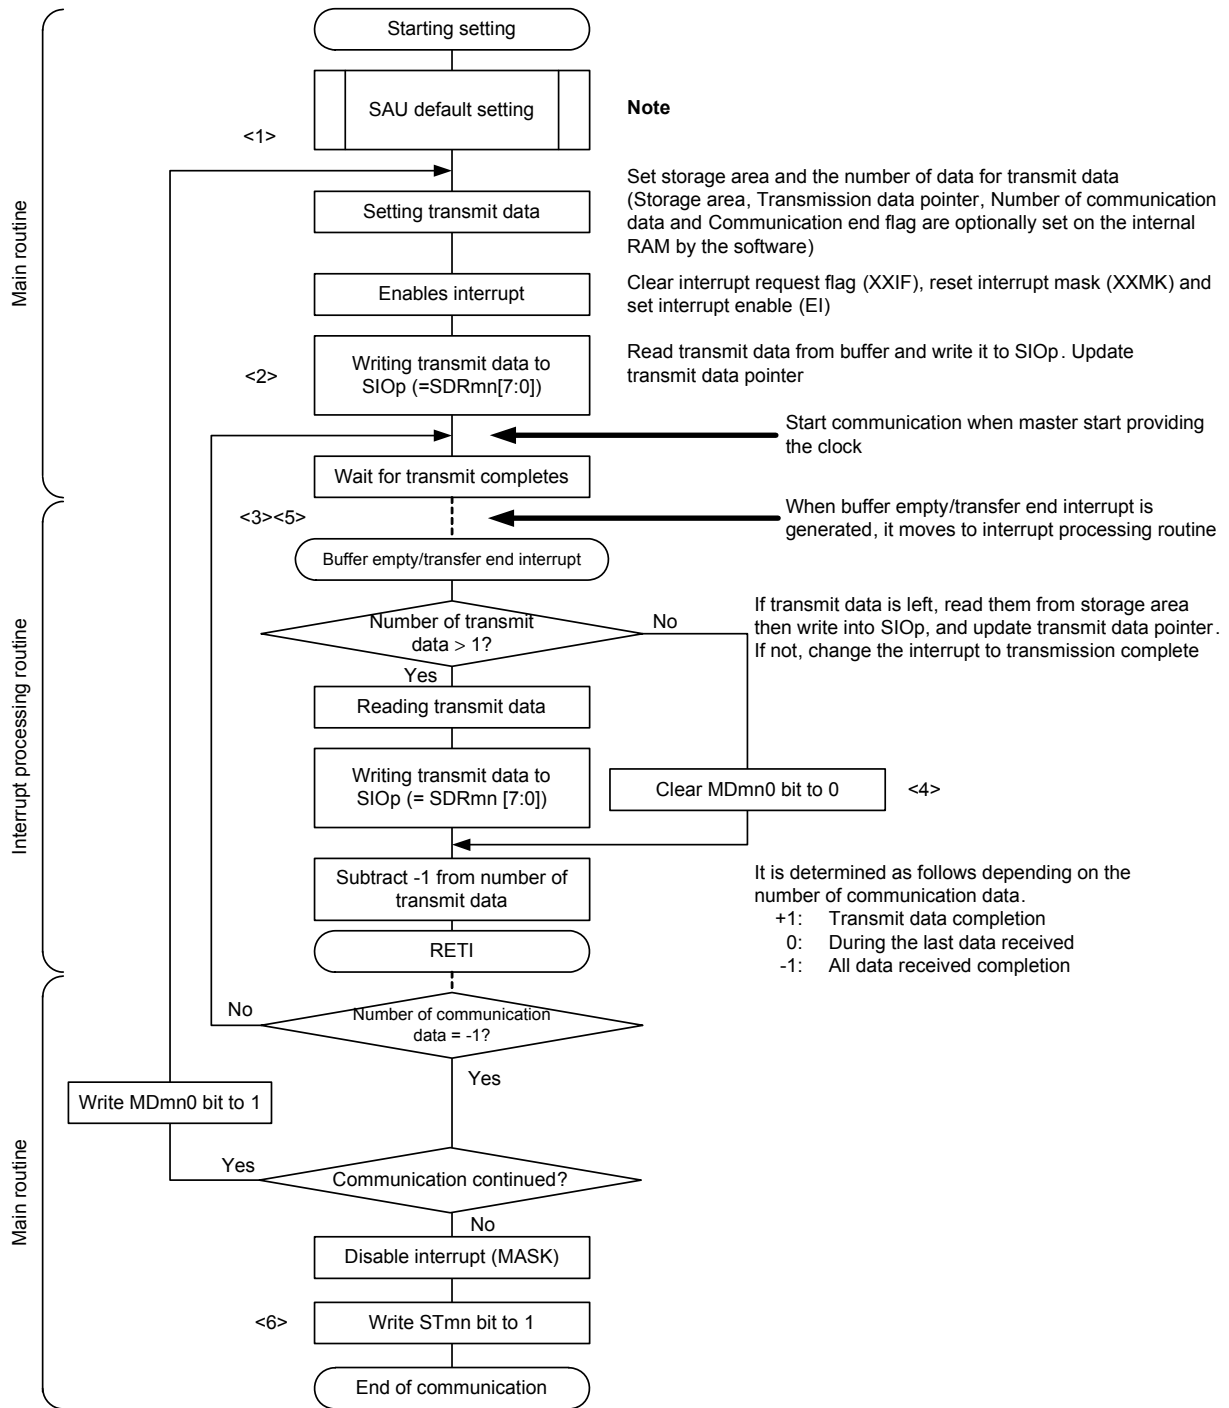 Starting setting
SAU default setting
Note
<1>
Set storage area and the number of data for transmit data
(Storage area, Transmission data pointer, Number of communication
data and Communication end flag are optionally set on the internal
RAM by the software)
Setting transmit data
Main routine
Enables interrupt
Clear interrupt request flag (XXIF), reset interrupt mask (XXMK) and
set interrupt enable (EI)
<2>
Writing transmit data to
SIOp (=SDRmn[7:0])
Read transmit data from buffer and write it to SIOp. Update
transmit data pointer
Start communication when master start providing
the clock
Wait for transmit completes
<3><5>
When buffer empty/transfer end interrupt is
generated, it moves to interrupt processing routine
Buffer empty/transfer end interrupt
Number of transmit
data > 1?
No
Yes
If transmit data is left, read them from storage area
then write into SIOp, and update transmit data pointer.
If not, change the interrupt to transmission complete
Reading transmit data
Interrupt processing routine
Writing transmit data to
SIOp (= SDRmn [7:0])
Clear MDmn0 bit to 0
<4>
Subtract -1 from number of
transmit data
It is determined as follows depending on the
number of communication data.
+1: Transmit data completion
0: During the last data received
-1: All data received completion
RETI
No
Number of communication
data = -1?
Yes
Write MDmn0 bit to 1
Main routine
Yes
Communication continued?
No
Disable interrupt (MASK)
<6>
Write STmn bit to 1
End of communication